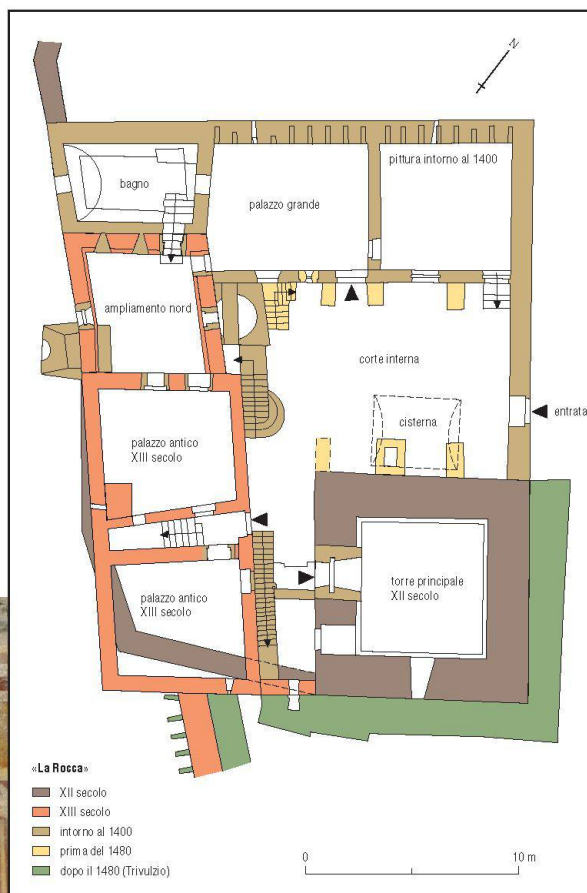 N
bagno
palazzo grande
pittura intorno al 1400
ampliamento nord
corte interna
entrata
cisterna
palazzo antico
XIII secolo
torre principale
XII secolo
palazzo antico
XIII secolo
«La Rocca»
XII secolo
XIII secolo
intorno al 1400
prima del 1480
dopo il 1480 (Trivulzio)
0
10 m